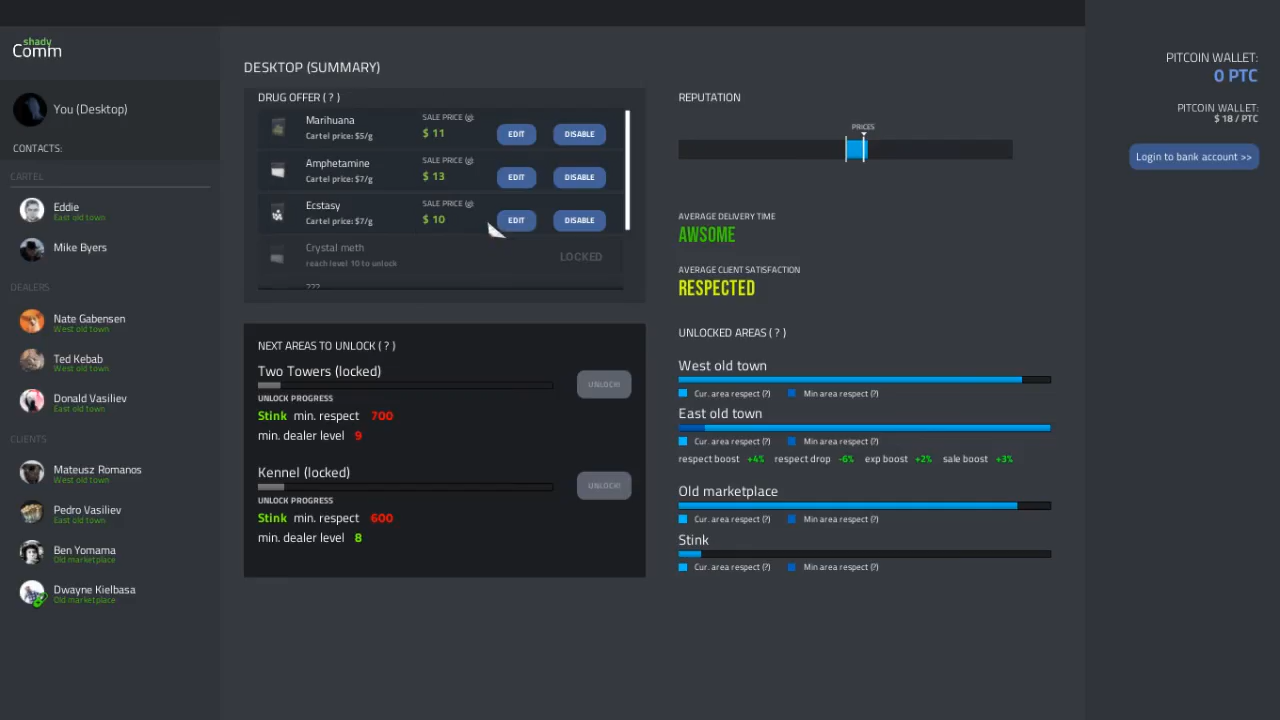 shady
Comm
You (Desktop)
CONTACTS:
CARTEL
Eddie
East old town
Mike Byers
DEALERS
Nate Gabensen
West old town
Ted Kebab
West old town
Donald Vasiliev
East old town
CLIENTS
Mateusz Romanos
West old town
Pedro Vasiliev
East old town
Ben Yomama
Old marketplace
Dwayne Kielbasa
Old marketplace
DESKTOP (SUMMARY)
DRUG OFFER ( ? )
Marihuana
Cartel price: $5/g
SALE PRICE (g):
$ 11
EDIT
DISABLE
Amphetamine
Cartel price: $7/g
SALE PRICE (g):
$ 13
EDIT
DISABLE
Ecstasy
Cartel price: $7/g
SALE PRICE (g):
$ 10
EDIT
DISABLE
Crystal meth
reach level 10 to unlock
LOCKED
???
NEXT AREAS TO UNLOCK ( ? )
Two Towers (locked)
UNLOCK!
UNLOCK PROGRESS
Stink min. respect 700
min. dealer level 9
Kennel (locked)
UNLOCK!
UNLOCK PROGRESS
Stink min. respect 600
min. dealer level 8
REPUTATION
PRICES
AVERAGE DELIVERY TIME
AWSOME
AVERAGE CLIENT SATISFACTION
RESPECTED
UNLOCKED AREAS ( ? )
West old town
Cur. area respect (?) Min area respect (?)
East old town
Cur. area respect (?) Min area respect (?)
respect boost +4% respect drop -6% exp boost +2% sale boost +3%
Old marketplace
Cur. area respect (?) Min area respect (?)
Stink
Cur. area respect (?) Min area respect (?)
PITCOIN WALLET:
0 PTC
PITCOIN WALLET:
$ 18 / PTC
Login to bank account >>